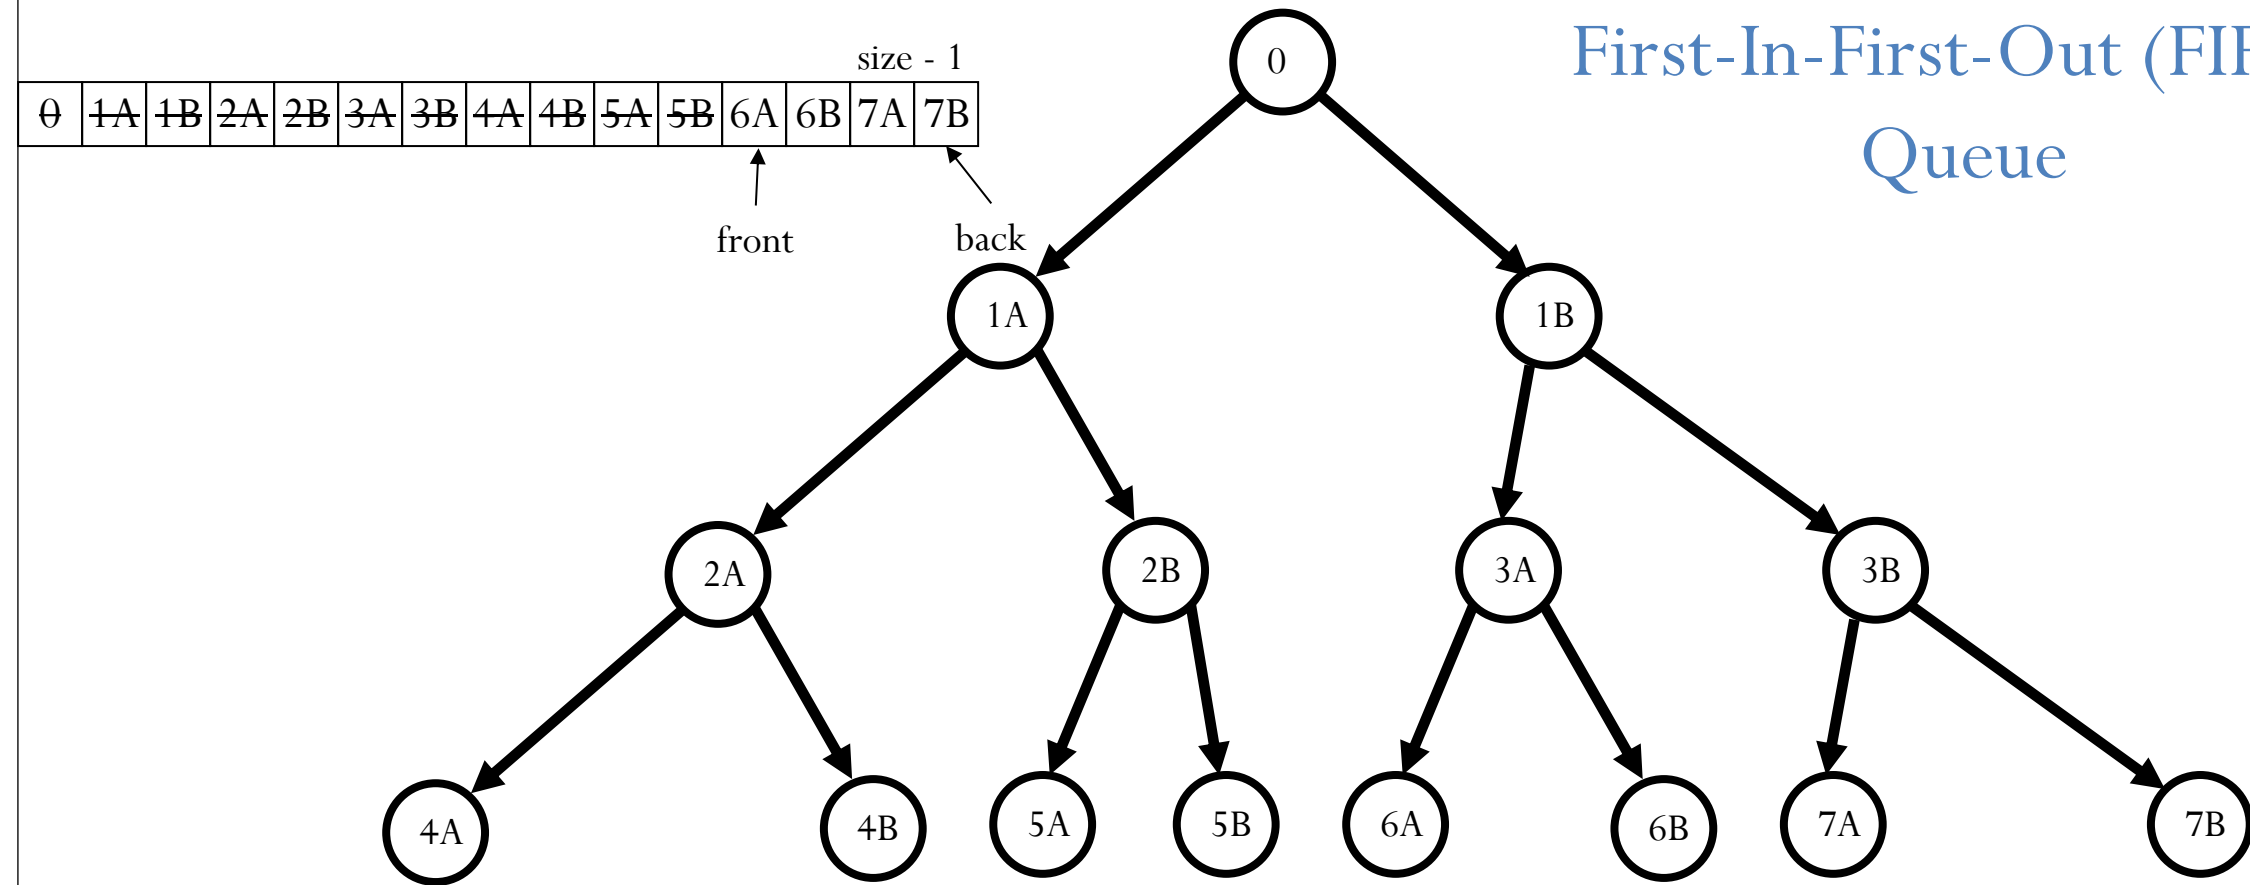 First-In-First-Out (FIF
Queue
size - 1
0 1A 1B 2A 2B 3A 3B 4A 4B 5A 5B 6A 6B 7A 7B
front
back
0
1A
1B
2A
2B
3A
3B
4A
4B
5A
5B
6A
6B
7A
7B